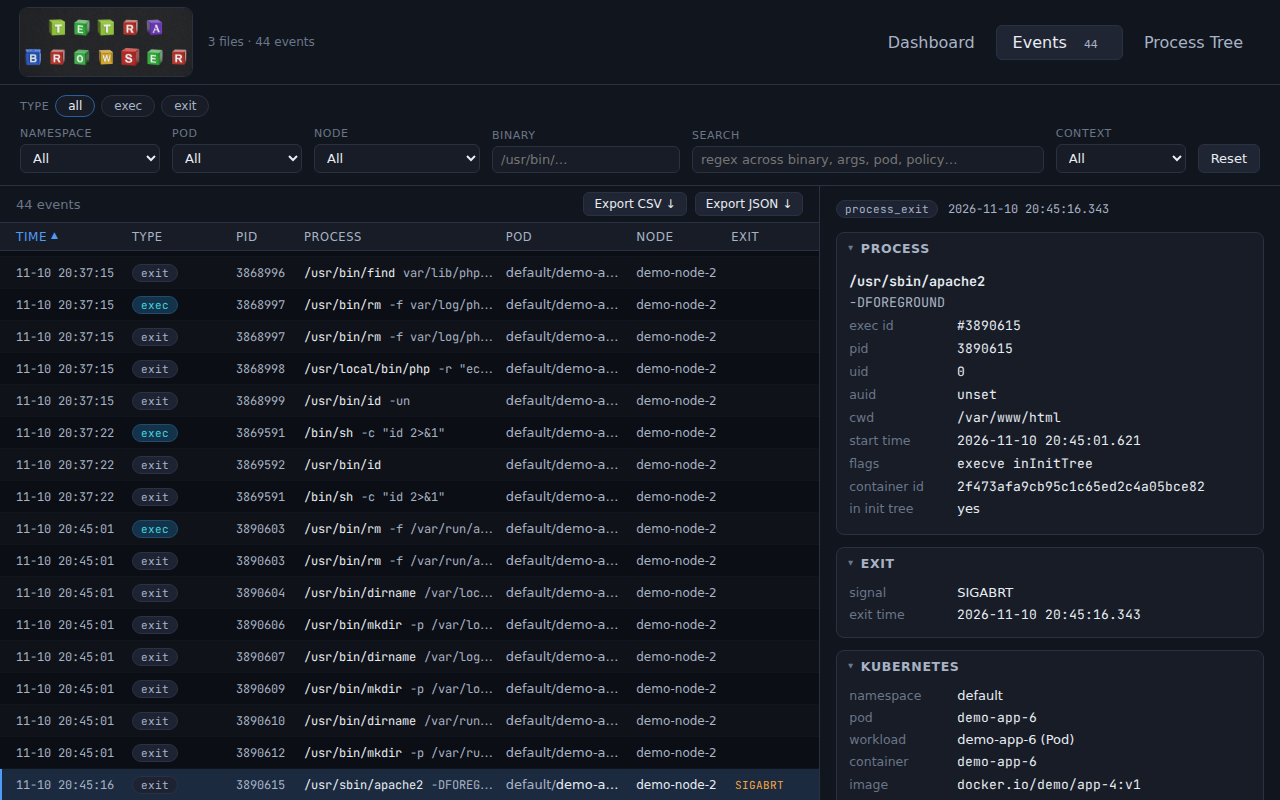 TETRA
BROWSER
3 files · 44 events
Dashboard
Events 44
Process Tree
TYPE all exec exit
NAMESPACE POD NODE BINARY SEARCH CONTEXT
All All All /usr/bin/... regex across binary, args, pod, policy... All Reset
44 events Export CSV ↓ Export JSON ↓
TIME ▲ TYPE PID PROCESS POD NODE EXIT
11-10 20:37:15 exit 3868996 /usr/bin/find var/lib/php... default/demo-a... demo-node-2
11-10 20:37:15 exec 3868997 /usr/bin/rm -f var/log/ph... default/demo-a... demo-node-2
11-10 20:37:15 exit 3868997 /usr/bin/rm -f var/log/ph... default/demo-a... demo-node-2
11-10 20:37:15 exit 3868998 /usr/local/bin/php -r "ec... default/demo-a... demo-node-2
11-10 20:37:15 exit 3868999 /usr/bin/id -un default/demo-a... demo-node-2
11-10 20:37:22 exec 3869591 /bin/sh -c "id 2>&1" default/demo-a... demo-node-2
11-10 20:37:22 exit 3869592 /usr/bin/id default/demo-a... demo-node-2
11-10 20:37:22 exit 3869591 /bin/sh -c "id 2>&1" default/demo-a... demo-node-2
11-10 20:45:01 exec 3890603 /usr/bin/rm -f /var/run/a... default/demo-a... demo-node-2
11-10 20:45:01 exit 3890603 /usr/bin/rm -f /var/run/a... default/demo-a... demo-node-2
11-10 20:45:01 exit 3890604 /usr/bin/dirname /var/loc... default/demo-a... demo-node-2
11-10 20:45:01 exit 3890606 /usr/bin/mkdir -p /var/lo... default/demo-a... demo-node-2
11-10 20:45:01 exit 3890607 /usr/bin/dirname /var/log... default/demo-a... demo-node-2
11-10 20:45:01 exit 3890609 /usr/bin/mkdir -p /var/lo... default/demo-a... demo-node-2
11-10 20:45:01 exit 3890610 /usr/bin/dirname /var/run... default/demo-a... demo-node-2
11-10 20:45:01 exit 3890612 /usr/bin/mkdir -p /var/ru... default/demo-a... demo-node-2
11-10 20:45:16 exit 3890615 /usr/sbin/apache2 -DFOREG... default/demo-a... demo-node-2 SIGABRT
process_exit 2026-11-10 20:45:16.343
▾ PROCESS
/usr/sbin/apache2
-DFOREGROUND
exec id #3890615
pid 3890615
uid 0
auid unset
cwd /var/www/html
start time 2026-11-10 20:45:01.621
flags execve inInitTree
container id 2f473afa9cb95c1c65ed2c4a05bce82
in init tree yes
▾ EXIT
signal SIGABRT
exit time 2026-11-10 20:45:16.343
▾ KUBERNETES
namespace default
pod demo-app-6
workload demo-app-6 (Pod)
container demo-app-6
image docker.io/demo/app-4:v1